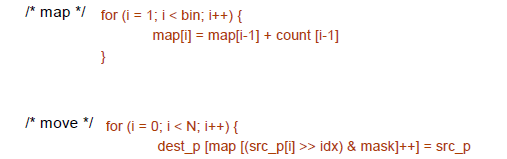 /* map */ for (i = 1; i < bin; i++) {
map[i] = map[i-1] + count [i-1]
}
/* move */ for (i = 0; i < N; i++) {
dest_p [map [(src_p[i] >> idx) & mask]++] = src_p